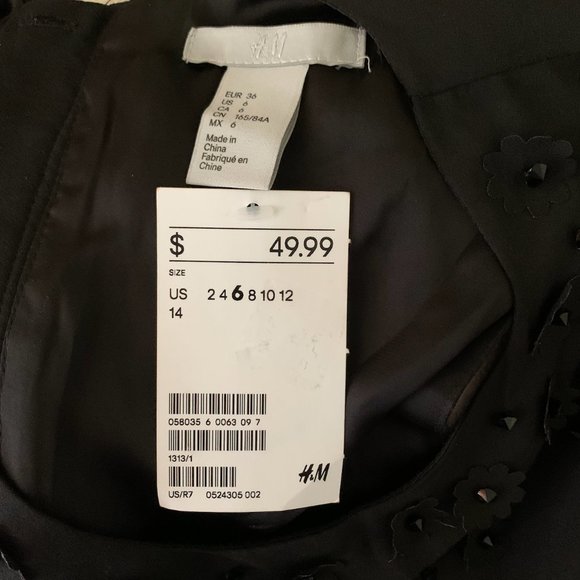 H&M
EUR 36
US 6
CA 6
CN 165/84A
MX 6
Made in
China
Fabriqué en
Chine
$ 49.99
SIZE
US 2 4 6 8 10 12
14
058035 6 0063 09 7
1313/1
H&M
US/R7 0524305 002